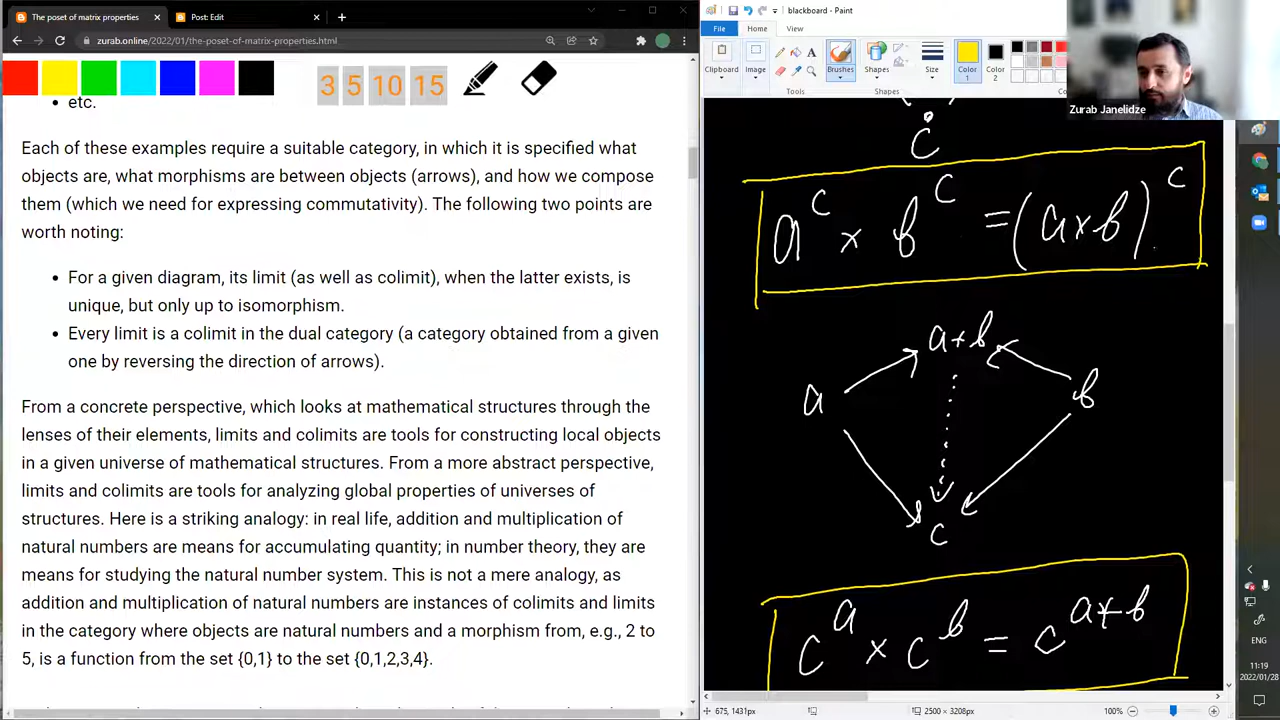 The poset of matrix properties
Post: Edit
zurab.online/2022/01/the-poset-of-matrix-properties.html
3 5 10 15
etc.
Each of these examples require a suitable category, in which it is specified what
objects are, what morphisms are between objects (arrows), and how we compose
them (which we need for expressing commutativity). The following two points are
worth noting:
• For a given diagram, its limit (as well as colimit), when the latter exists, is
unique, but only up to isomorphism.
• Every limit is a colimit in the dual category (a category obtained from a given
one by reversing the direction of arrows).
From a concrete perspective, which looks at mathematical structures through the
lenses of their elements, limits and colimits are tools for constructing local objects
in a given universe of mathematical structures. From a more abstract perspective,
limits and colimits are tools for analyzing global properties of universes of
structures. Here is a striking analogy: in real life, addition and multiplication of
natural numbers are means for accumulating quantity; in number theory, they are
means for studying the natural number system. This is not a mere analogy, as
addition and multiplication of natural numbers are instances of colimits and limits
in the category where objects are natural numbers and a morphism from, e.g., 2 to
5, is a function from the set {0,1} to the set {0,1,2,3,4}.
blackboard - Paint
File Home View
Clipboard Image Brushes Shapes Size Color 1 Color 2
Tools Shapes Colors
Zurab Janelidze
c
a^c × b^c = (a×b)^c
a+b
a b
c
c^a × c^b = c^(a+b)
675, 1431px 2500 × 3208px 100%
ENG
11:19
2022/01/28